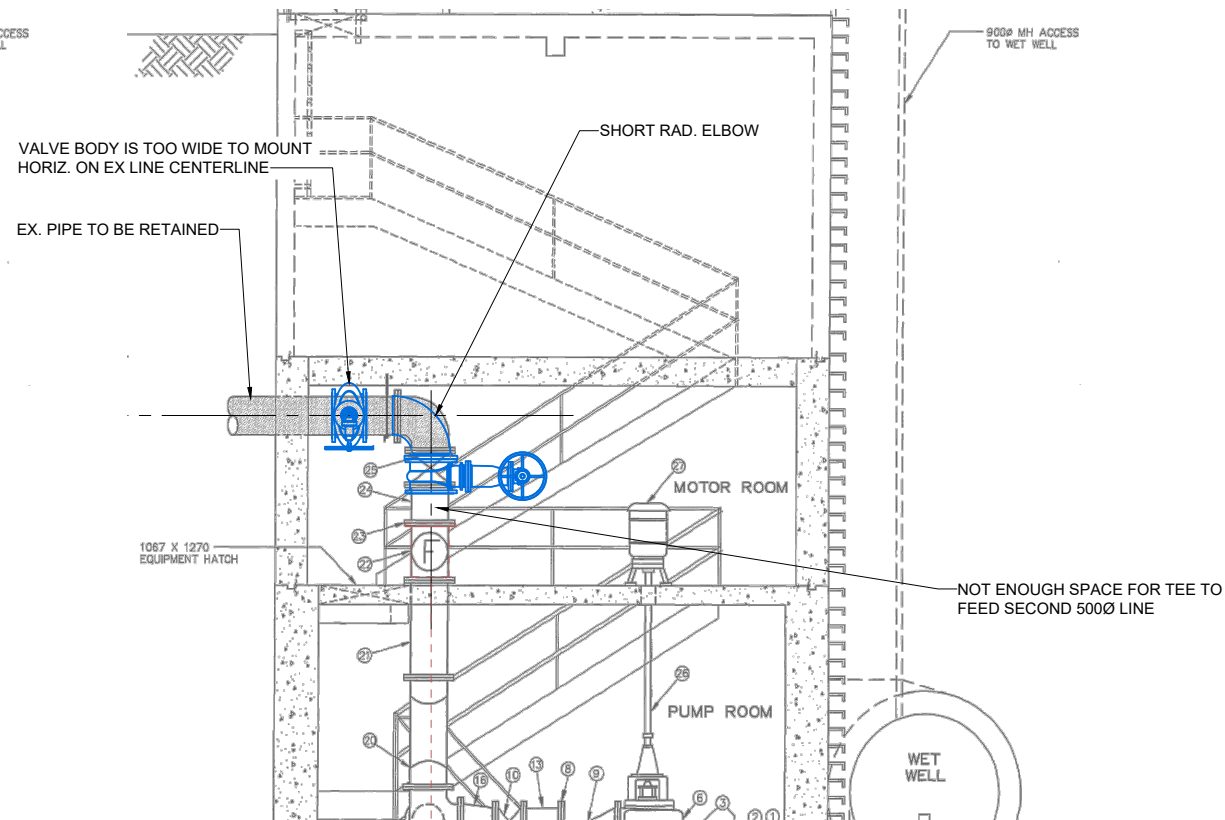 CCESS
L
900Ø MH ACCESS
TO WET WELL
SHORT RAD. ELBOW
VALVE BODY IS TOO WIDE TO MOUNT
HORIZ. ON EX LINE CENTERLINE
EX. PIPE TO BE RETAINED
25
24
27
MOTOR ROOM
23
22
F
1067 X 1270
EQUIPMENT HATCH
NOT ENOUGH SPACE FOR TEE TO
FEED SECOND 500Ø LINE
21
26
PUMP ROOM
20
WET
WELL
16
10
13
8
9
6
3
2
1